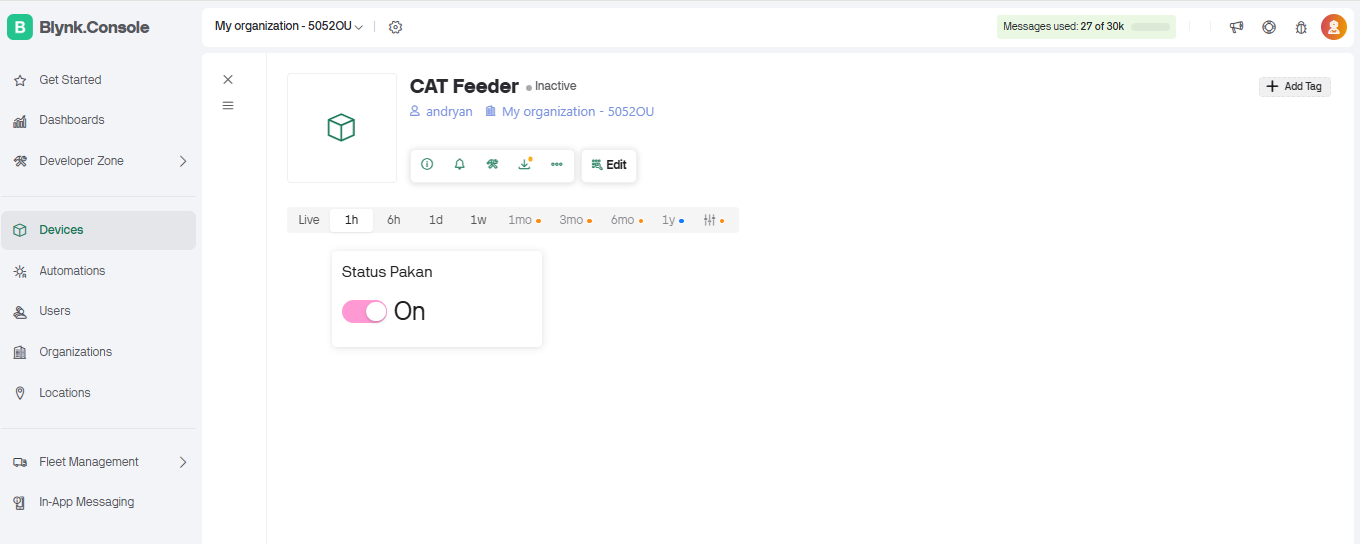 B Blynk.Console
My organization - 5052OU
Messages used: 27 of 30k
Get Started
Dashboards
Developer Zone
Devices
Automations
Users
Organizations
Locations
Fleet Management
In-App Messaging
CAT Feeder Inactive
Add Tag
andryan My organization - 5052OU
Edit
Live 1h 6h 1d 1w 1mo 3mo 6mo 1y
Status Pakan
On